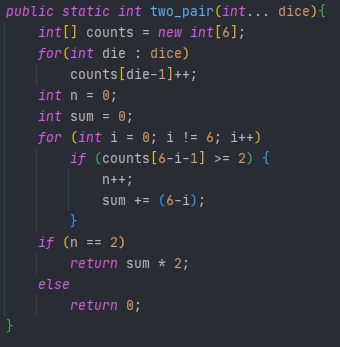 public static int two_pair(int... dice){
    int[] counts = new int[6];
    for(int die : dice)
        counts[die-1]++;
    int n = 0;
    int sum = 0;
    for (int i = 0; i != 6; i++)
        if (counts[6-i-1] >= 2) {
            n++;
            sum += (6-i);
        }
    if (n == 2)
        return sum * 2;
    else
        return 0;
}